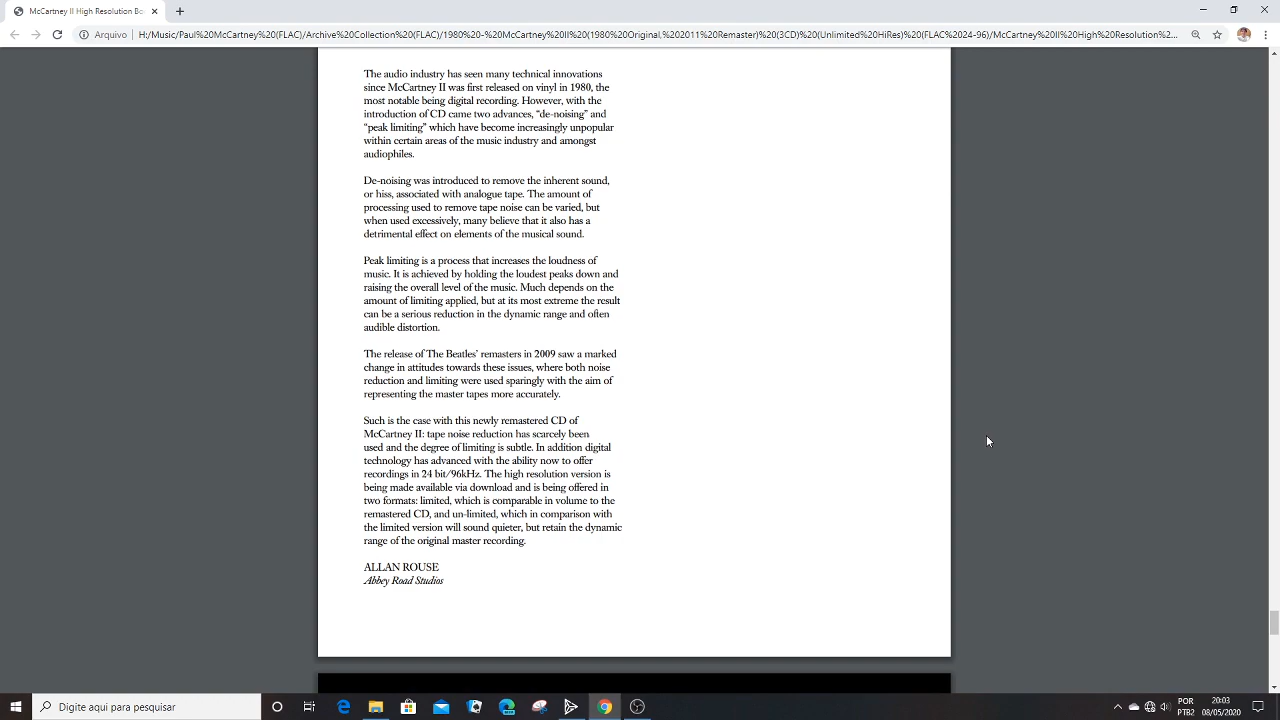 McCartney II High Resolution Bo
Arquivo
H:/Music/Paul%20McCartney%20(FLAC)/Archive%20Collection%20(FLAC)/1980%20-%20McCartney%20II%20(1980%20Original,%202011%20Remaster)%20(3CD)%20(Unlimited%20HiRes)%20(FLAC%2024-96)/McCartney%20II%20High%20Resolution%2...
The audio industry has seen many technical innovations
since McCartney II was first released on vinyl in 1980, the
most notable being digital recording. However, with the
introduction of CD came two advances, “de-noising” and
“peak limiting” which have become increasingly unpopular
within certain areas of the music industry and amongst
audiophiles.
De-noising was introduced to remove the inherent sound,
or hiss, associated with analogue tape. The amount of
processing used to remove tape noise can be varied, but
when used excessively, many believe that it also has a
detrimental effect on elements of the musical sound.
Peak limiting is a process that increases the loudness of
music. It is achieved by holding the loudest peaks down and
raising the overall level of the music. Much depends on the
amount of limiting applied, but at its most extreme the result
can be a serious reduction in the dynamic range and often
audible distortion.
The release of The Beatles’ remasters in 2009 saw a marked
change in attitudes towards these issues, where both noise
reduction and limiting were used sparingly with the aim of
representing the master tapes more accurately.
Such is the case with this newly remastered CD of
McCartney II: tape noise reduction has scarcely been
used and the degree of limiting is subtle. In addition digital
technology has advanced with the ability now to offer
recordings in 24 bit/96kHz. The high resolution version is
being made available via download and is being offered in
two formats: limited, which is comparable in volume to the
remastered CD, and un-limited, which in comparison with
the limited version will sound quieter, but retain the dynamic
range of the original master recording.
ALLAN ROUSE
Abbey Road Studios
Digite aqui para pesquisar
POR
PTB2
20:03
08/05/2020